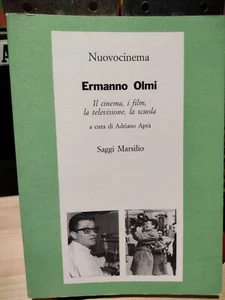 Nuovocinema
Ermanno Olmi
Il cinema, i film,
la televisione, la scuola
a cura di Adriano Aprà
Saggi Marsilio